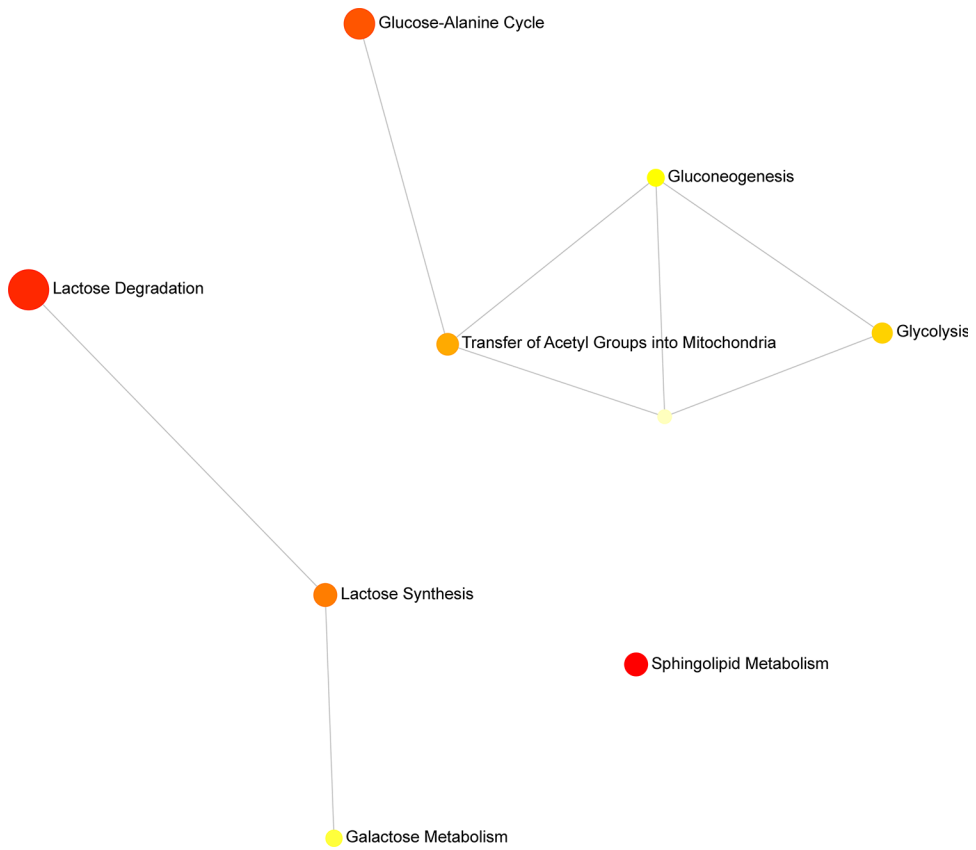 Glucose-Alanine Cycle
Gluconeogenesis
Lactose Degradation
Glycolysis
Transfer of Acetyl Groups into Mitochondria
Lactose Synthesis
Sphingolipid Metabolism
Galactose Metabolism